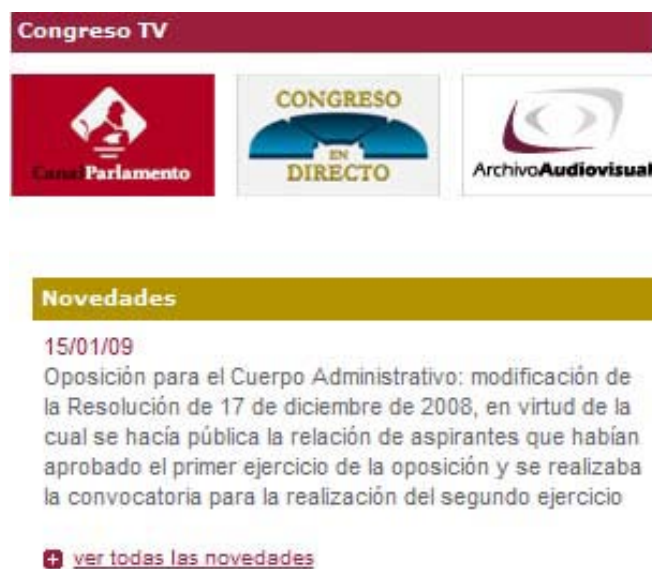 Congreso TV
Canal Parlamento
CONGRESO
EN
DIRECTO
ArchivoAudiovisual
Novedades
15/01/09
Oposición para el Cuerpo Administrativo: modificación de
la Resolución de 17 de diciembre de 2008, en virtud de la
cual se hacía pública la relación de aspirantes que habían
aprobado el primer ejercicio de la oposición y se realizaba
la convocatoria para la realización del segundo ejercicio
ver todas las novedades